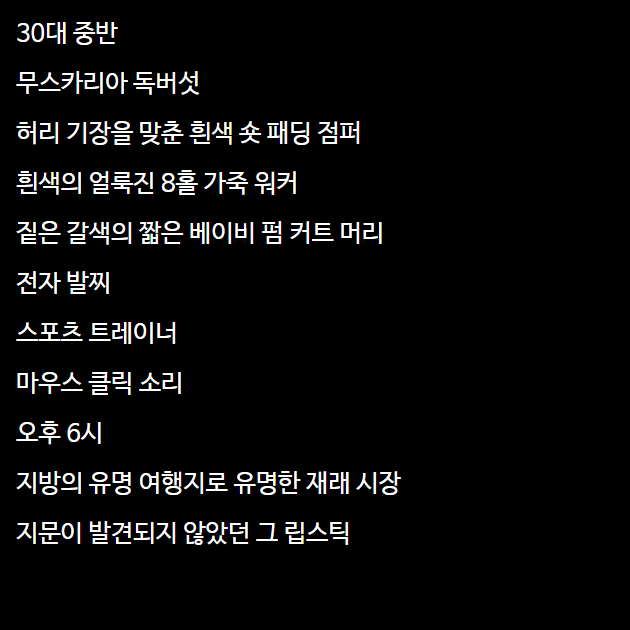 30대 중반
무스카리아 독버섯
허리 기장을 맞춘 흰색 숏 패딩 점퍼
흰색의 얼룩진 8홀 가죽 워커
짙은 갈색의 짧은 베이비 펌 커트 머리
전자 발찌
스포츠 트레이너
마우스 클릭 소리
오후 6시
지방의 유명 여행지로 유명한 재래 시장
지문이 발견되지 않았던 그 립스틱